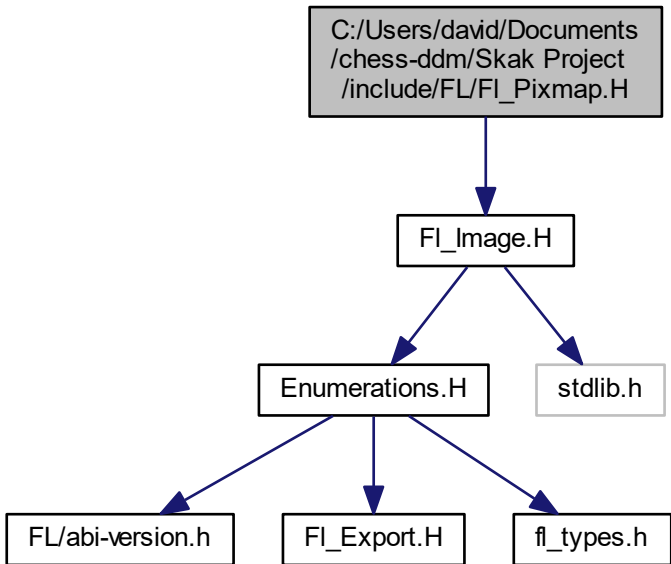 C:/Users/david/Documents
/chess-ddm/Skak Project
/include/FL/Fl_Pixmap.H
Fl_Image.H
Enumerations.H
stdlib.h
FL/abi-version.h
Fl_Export.H
fl_types.h